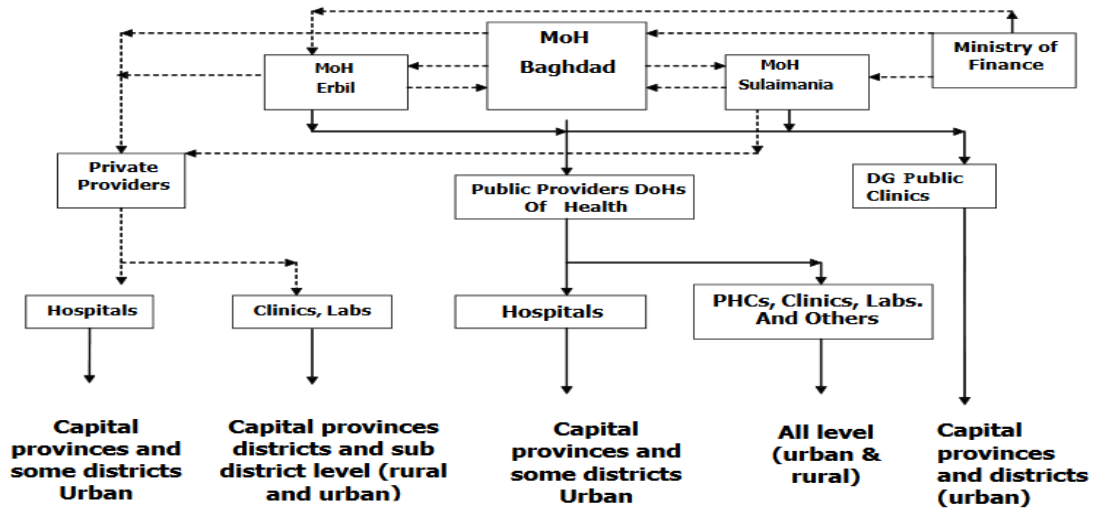 MoH
Baghdad
Ministry of
Finance
MoH
Erbil
MoH
Sulaimania
Private
Providers
Public Providers DoHs
Of Health
DG Public
Clinics
Hospitals
Clinics, Labs
Hospitals
PHCs, Clinics, Labs.
And Others
Capital
provinces and
some districts
Urban
Capital provinces
districts and sub
district level (rural
and urban)
Capital
provinces and
some districts
Urban
All level
(urban &
rural)
Capital
provinces
and districts
(urban)